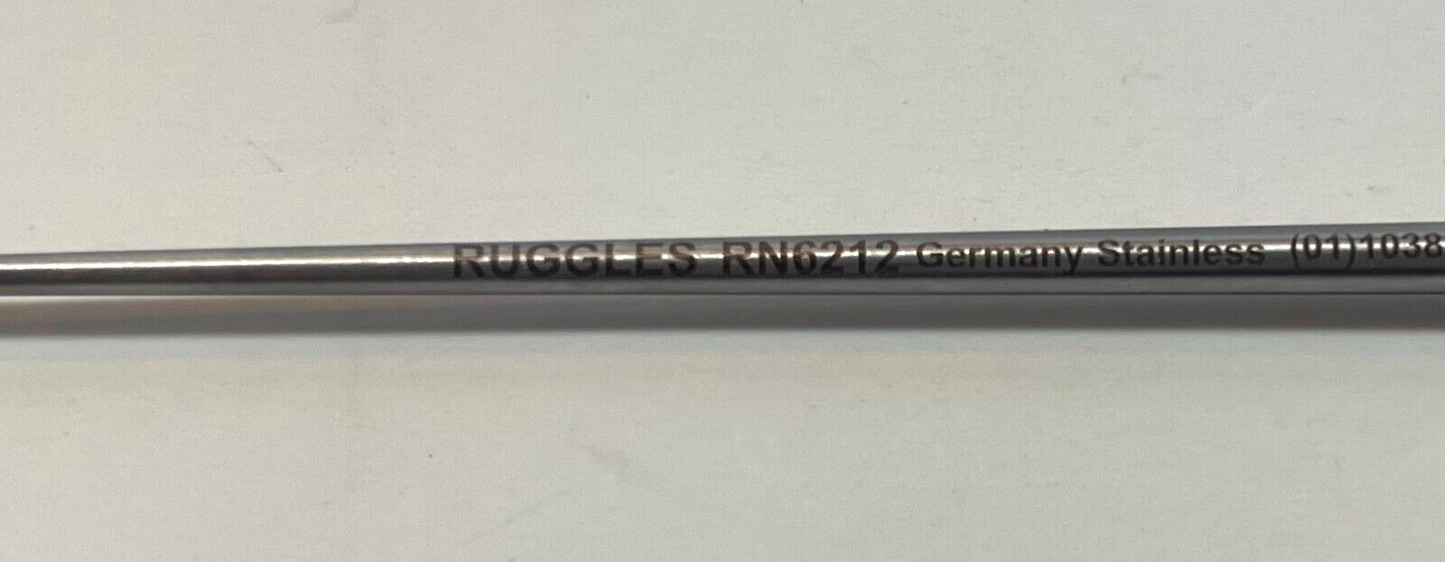 RUGGLES RN6212 Germany Stainless (01)1038